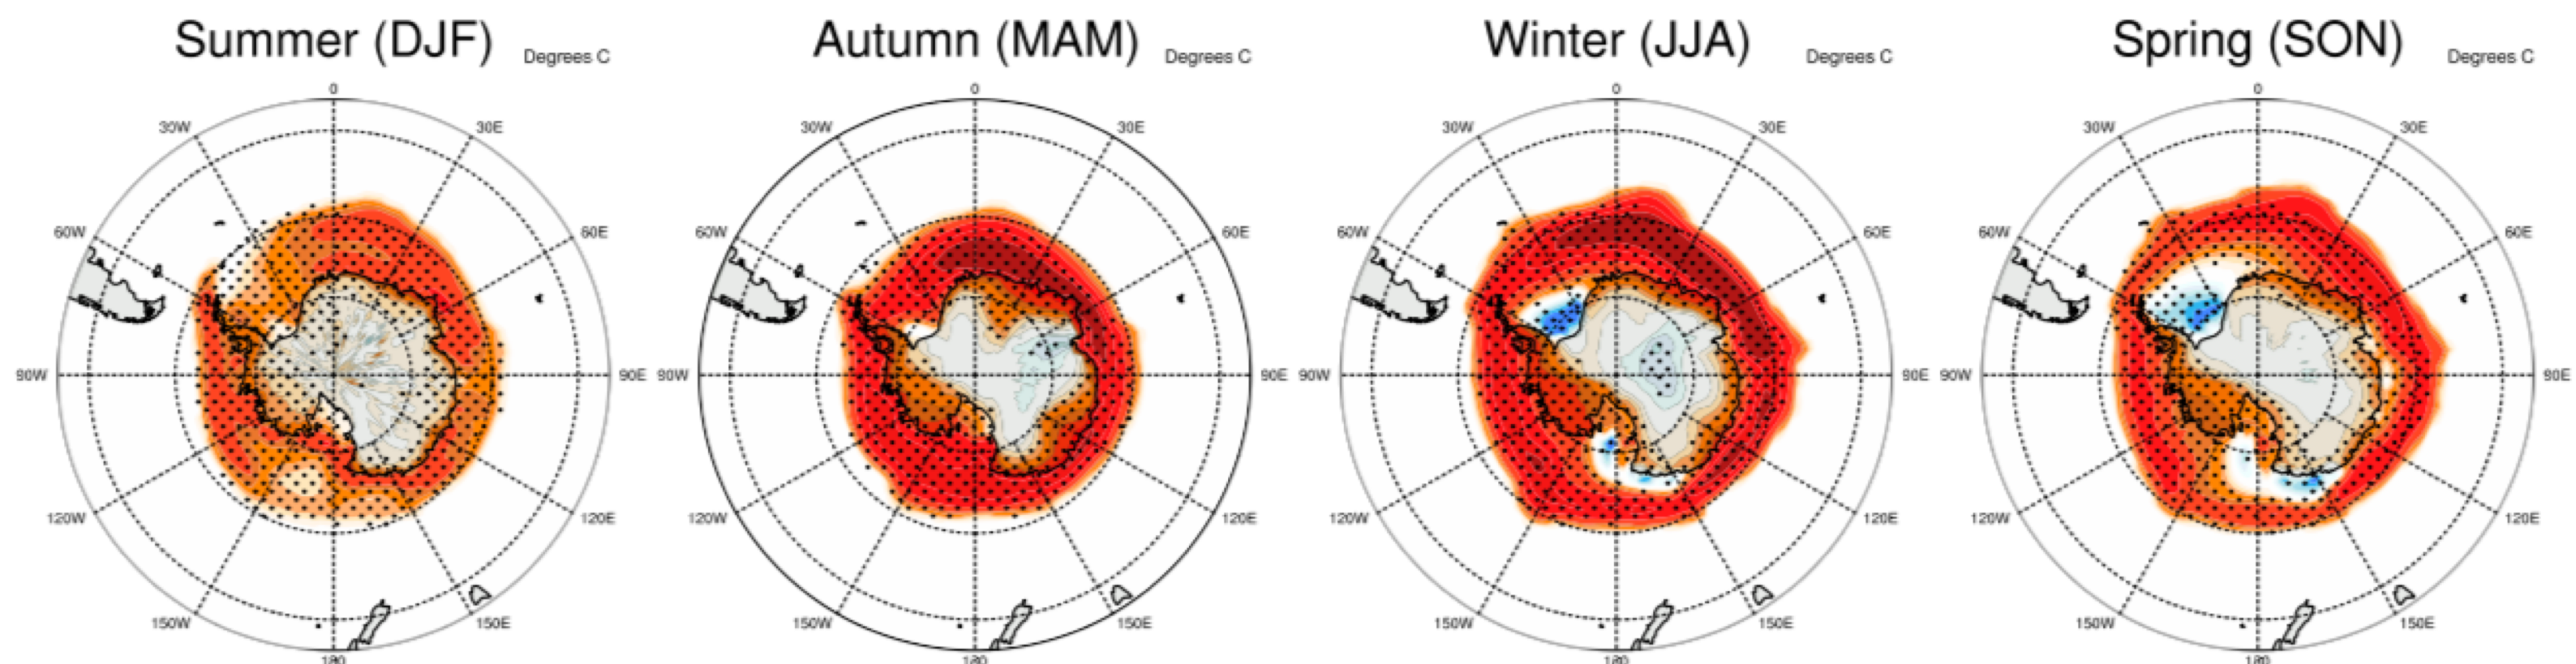 Summer (DJF) Degrees C
0
30W 30E
60W 60E
90W 90E
120W 120E
150W 150E
180
Autumn (MAM) Degrees C
0
30W 30E
60W 60E
90W 90E
120W 120E
150W 150E
180
Winter (JJA) Degrees C
0
30W 30E
60W 60E
90W 90E
120W 120E
150W 150E
180
Spring (SON) Degrees C
0
30W 30E
60W 60E
90W 90E
120W 120E
150W 150E
180